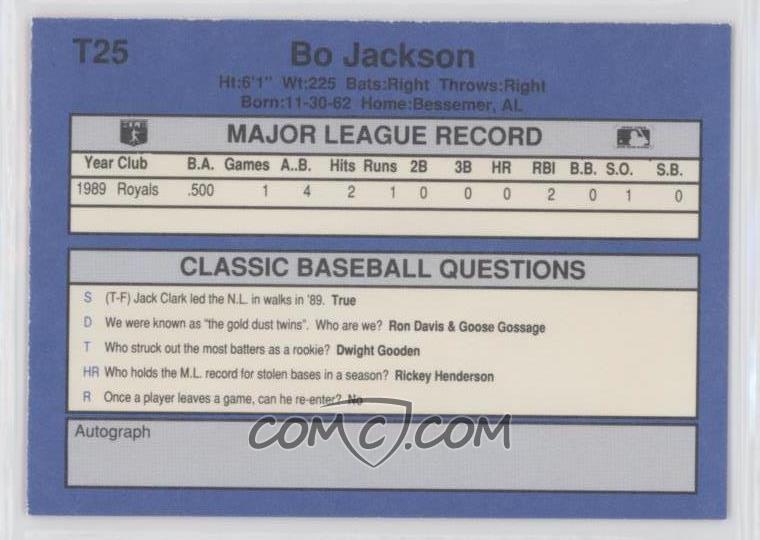 T25
Bo Jackson
Ht:6'1" Wt:225 Bats:Right Throws:Right
Born:11-30-62 Home:Bessemer, AL
MAJOR LEAGUE RECORD
Year Club B.A. Games A..B. Hits Runs 2B 3B HR RBI B.B. S.O. S.B.
1989 Royals .500 1 4 2 1 0 0 0 2 0 1 0
CLASSIC BASEBALL QUESTIONS
S (T-F) Jack Clark led the N.L. in walks in '89. True
D We were known as "the gold dust twins". Who are we? Ron Davis & Goose Gossage
T Who struck out the most batters as a rookie? Dwight Gooden
HR Who holds the M.L. record for stolen bases in a season? Rickey Henderson
R Once a player leaves a game, can he re-enter? No
Autograph
COMC.COM